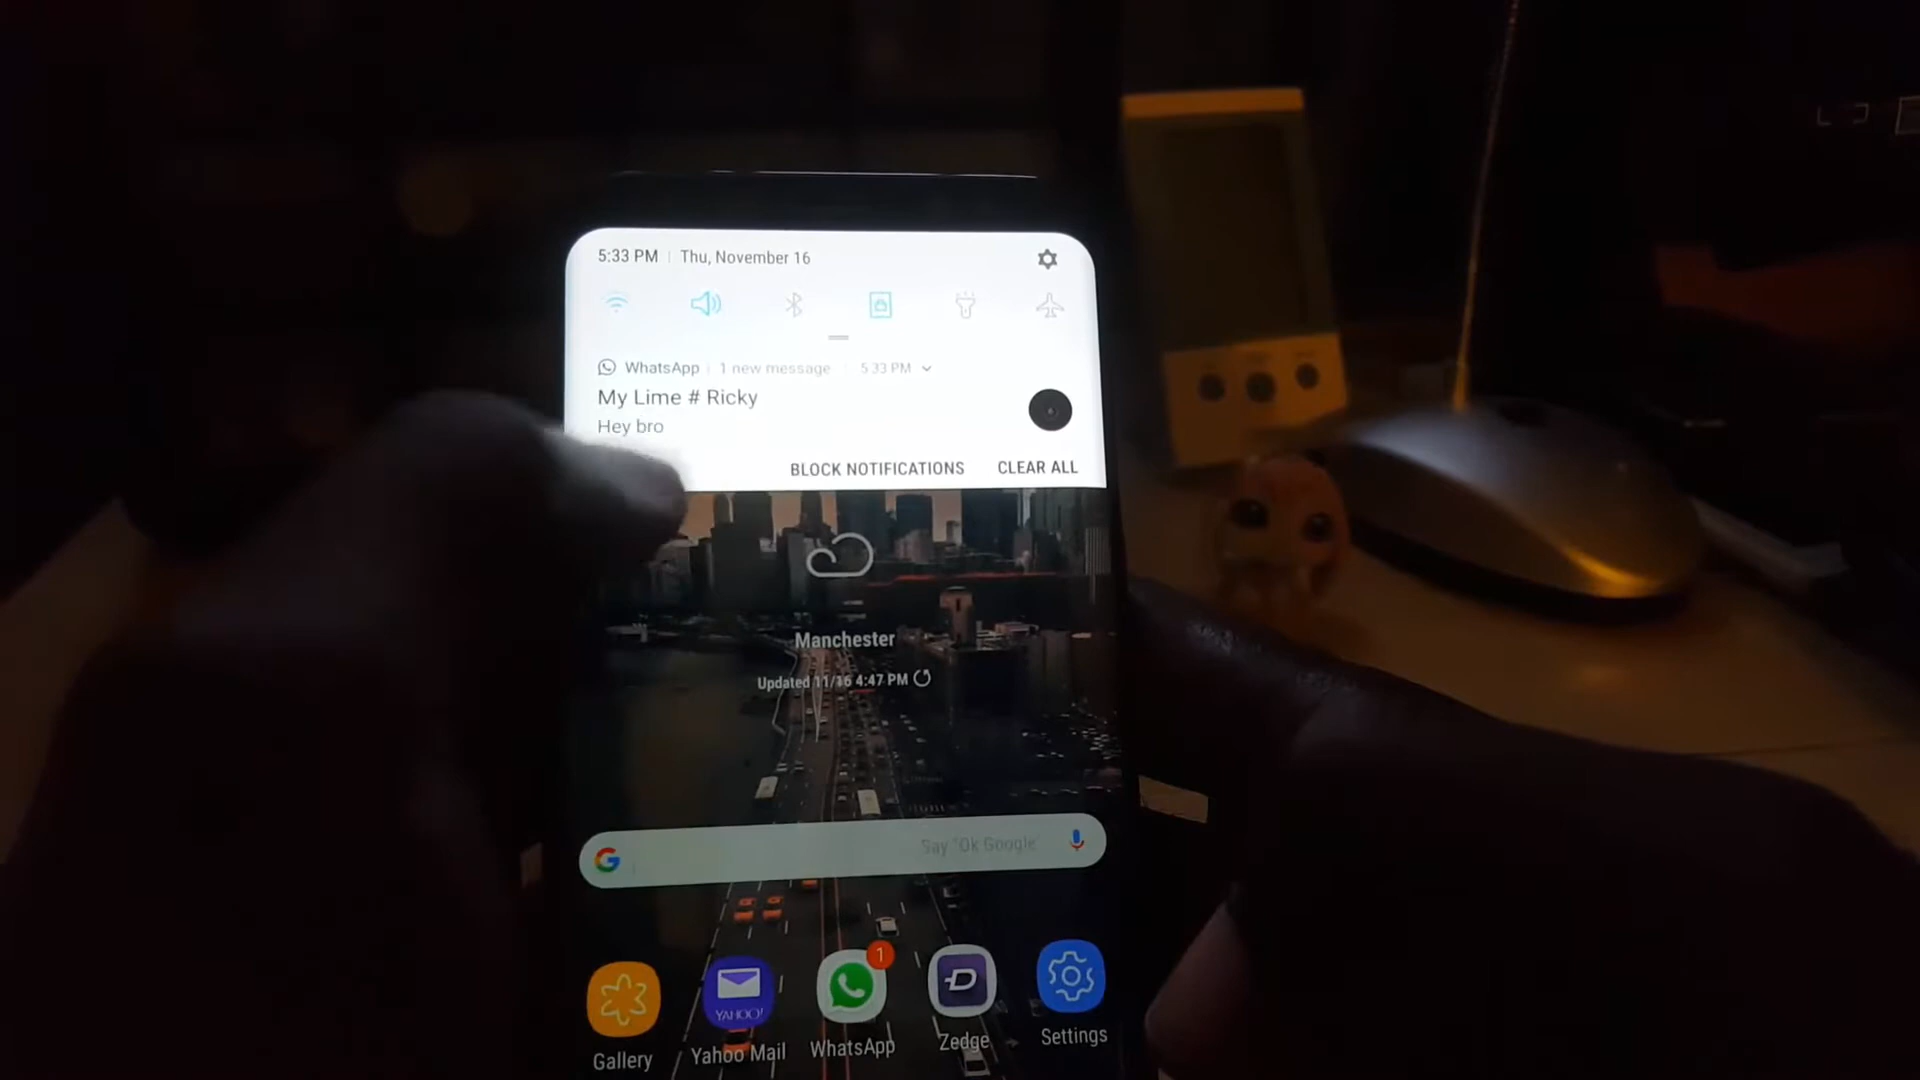 5:33 PM | Thu, November 16
WhatsApp | 1 new message | 5:33 PM
My Lime # Ricky
Hey bro
BLOCK NOTIFICATIONS CLEAR ALL
Manchester
Updated 11/16 4:47 PM
G Say "Ok Google"
YAHOO!
1
Gallery Yahoo Mail WhatsApp Zedge Settings